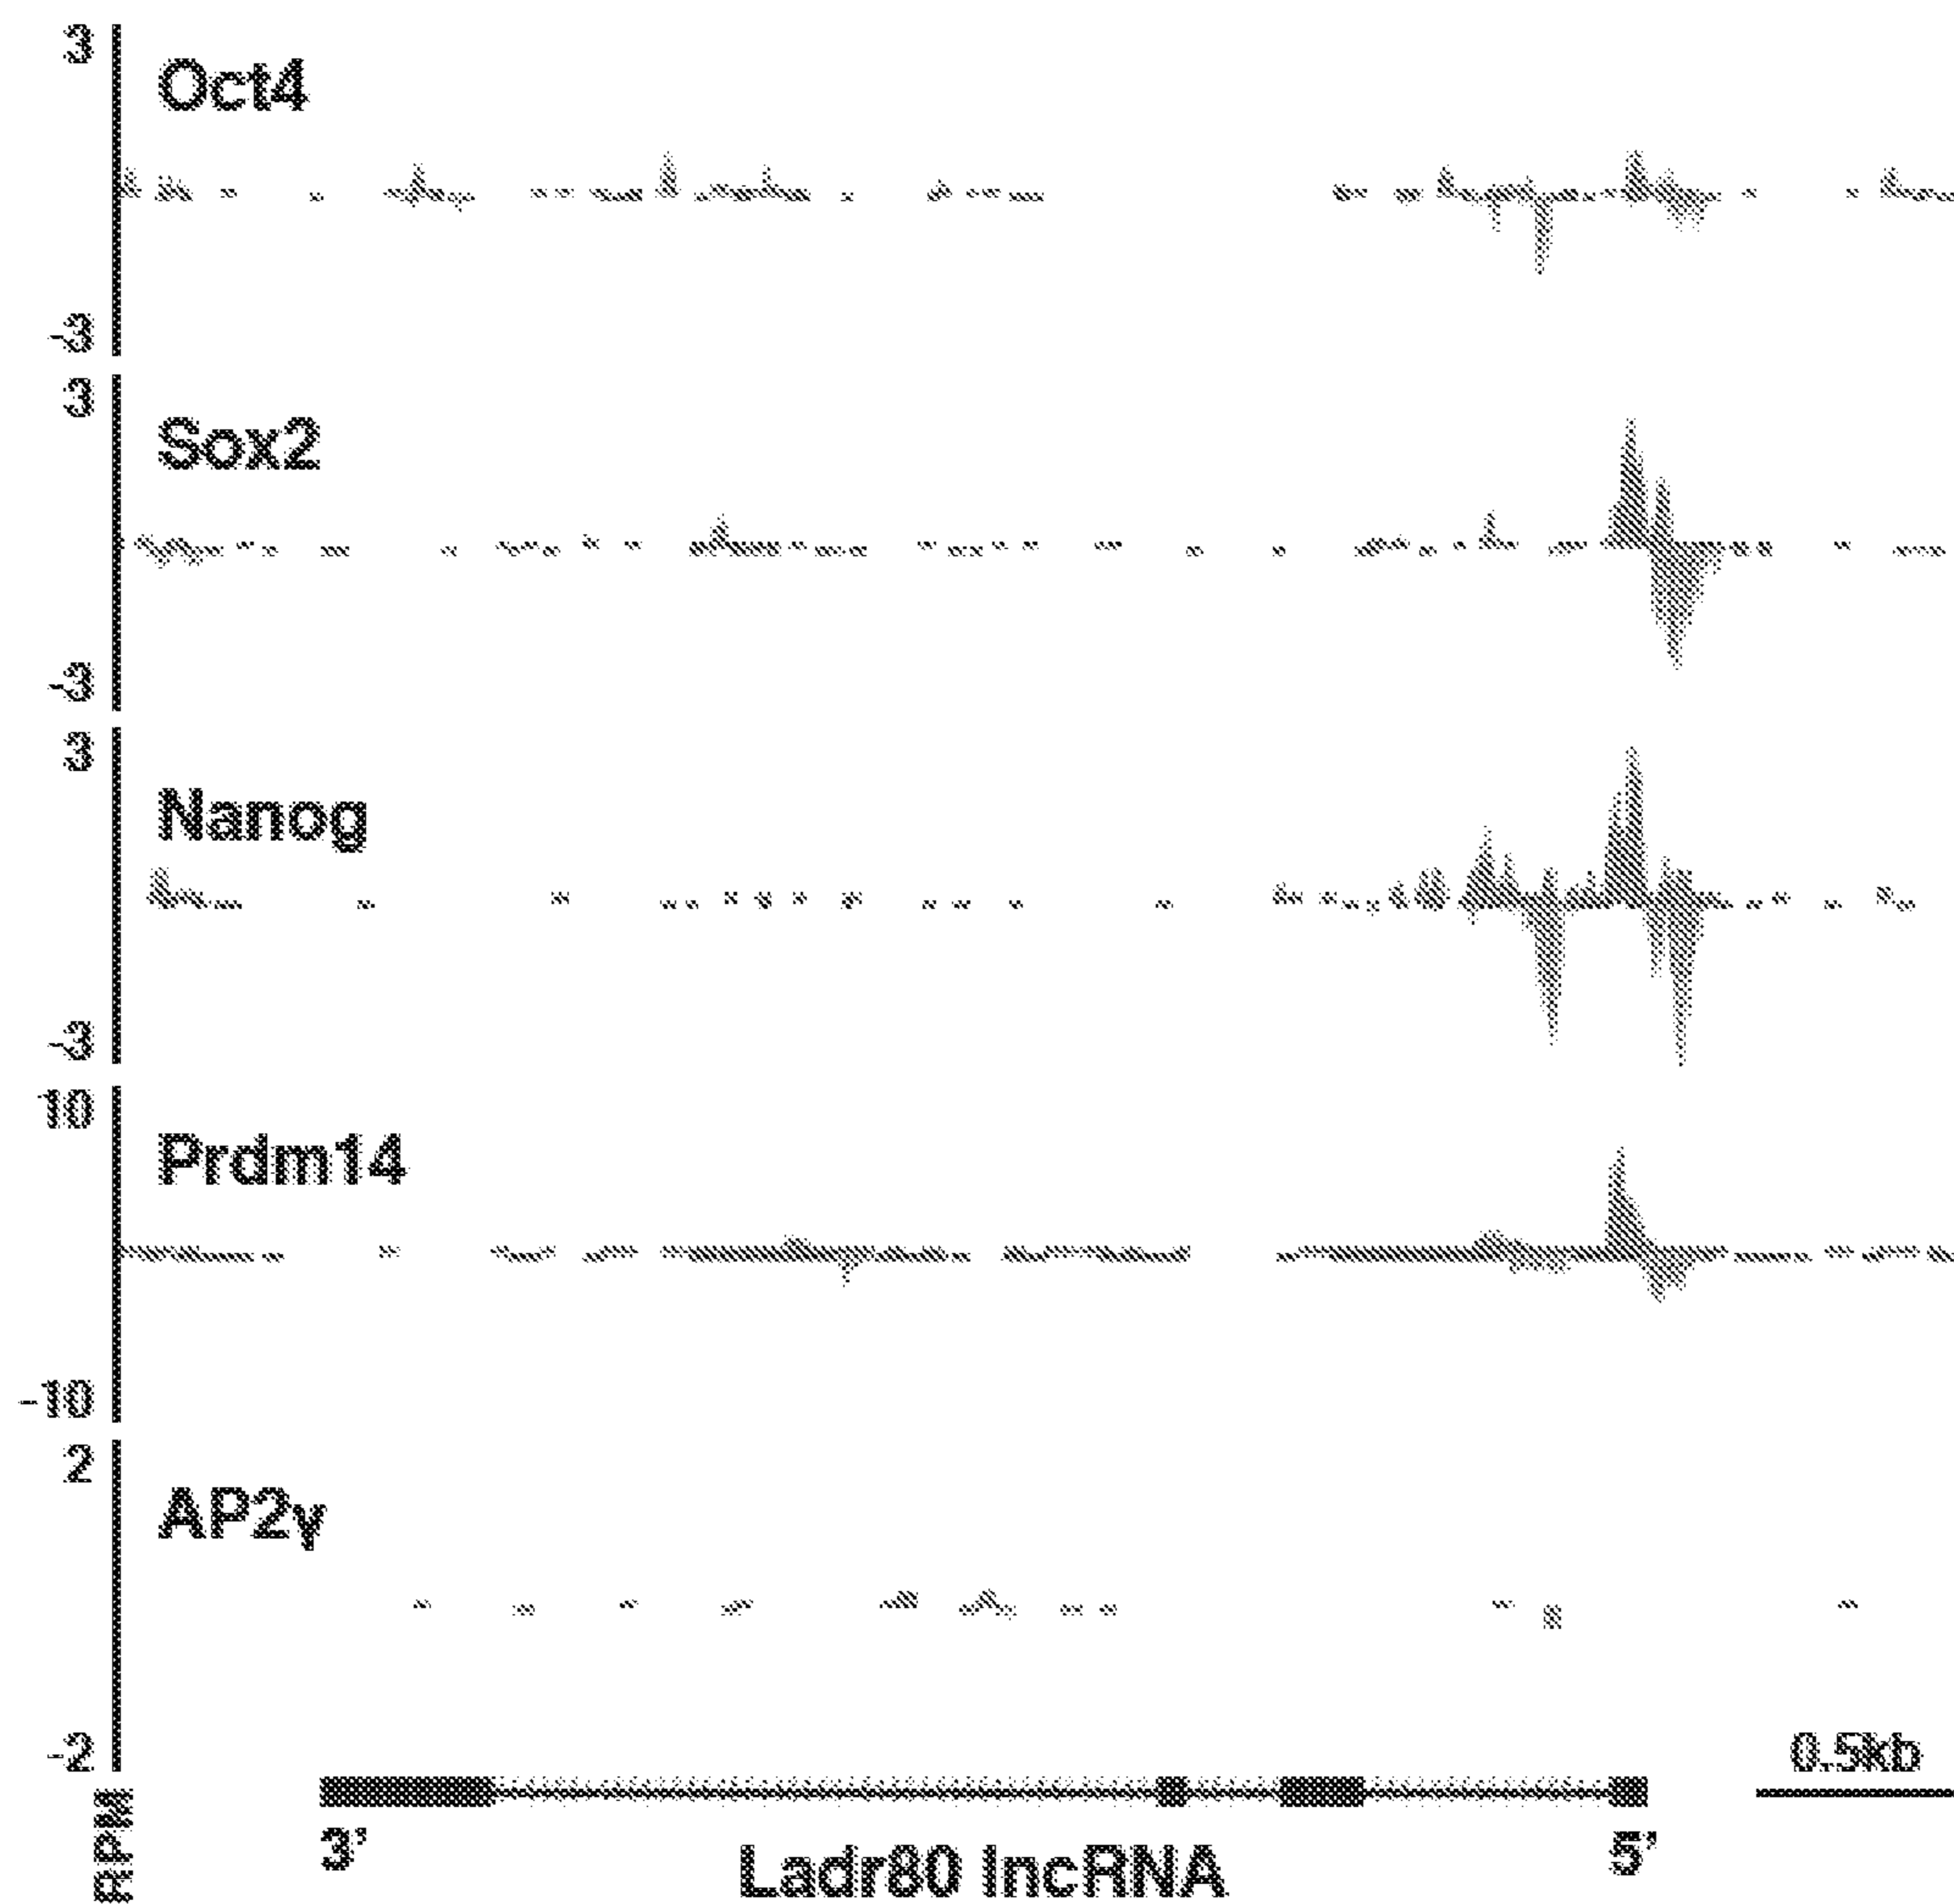 3
Oct4
-3
3
Sox2
-3
3
Nanog
-3
10
Prdm14
-10
2
AP2γ
-2
RPM
0.5kb
3' 5'
Ladr80 lncRNA